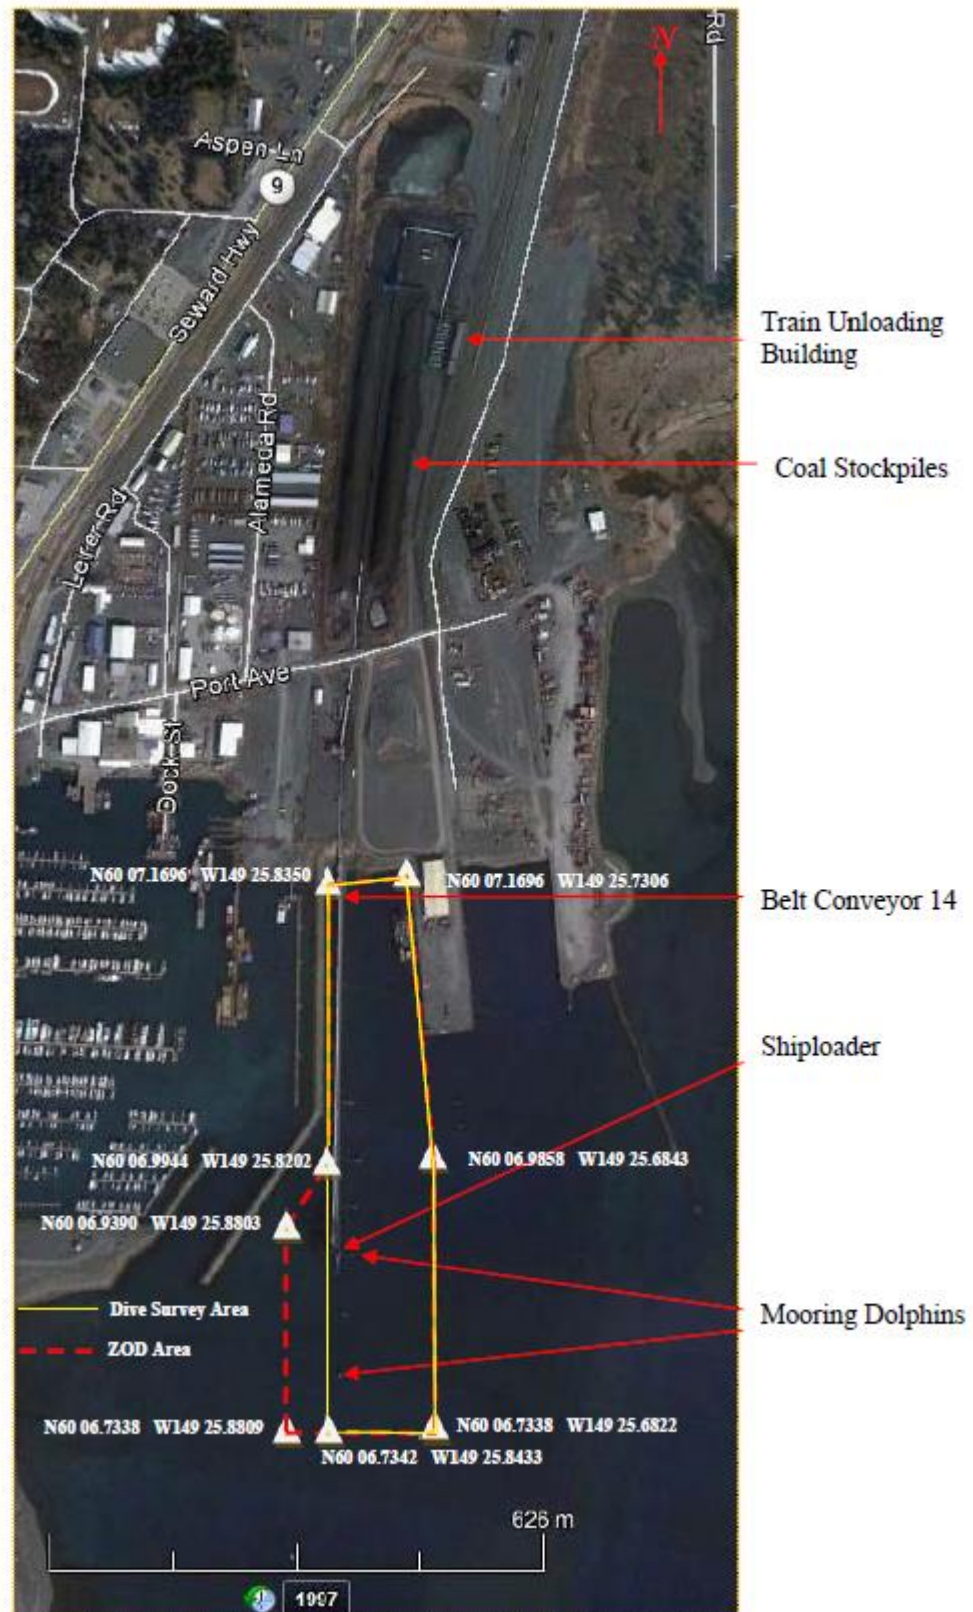 N
Rd
Aspen Ln
9
Seward Hwy
Train Unloading
Building
Alameda Rd
Coal Stockpiles
Leirer Rd
Port Ave
Dock St
N60 07.1696 W149 25.8350
N60 07.1696 W149 25.7306
Belt Conveyor 14
Shiploader
N60 06.9944 W149 25.8202
N60 06.9858 W149 25.6843
N60 06.9390 W149 25.8803
Dive Survey Area
Mooring Dolphins
ZOD Area
N60 06.7338 W149 25.8809
N60 06.7338 W149 25.6822
N60 06.7342 W149 25.8433
626 m
1997